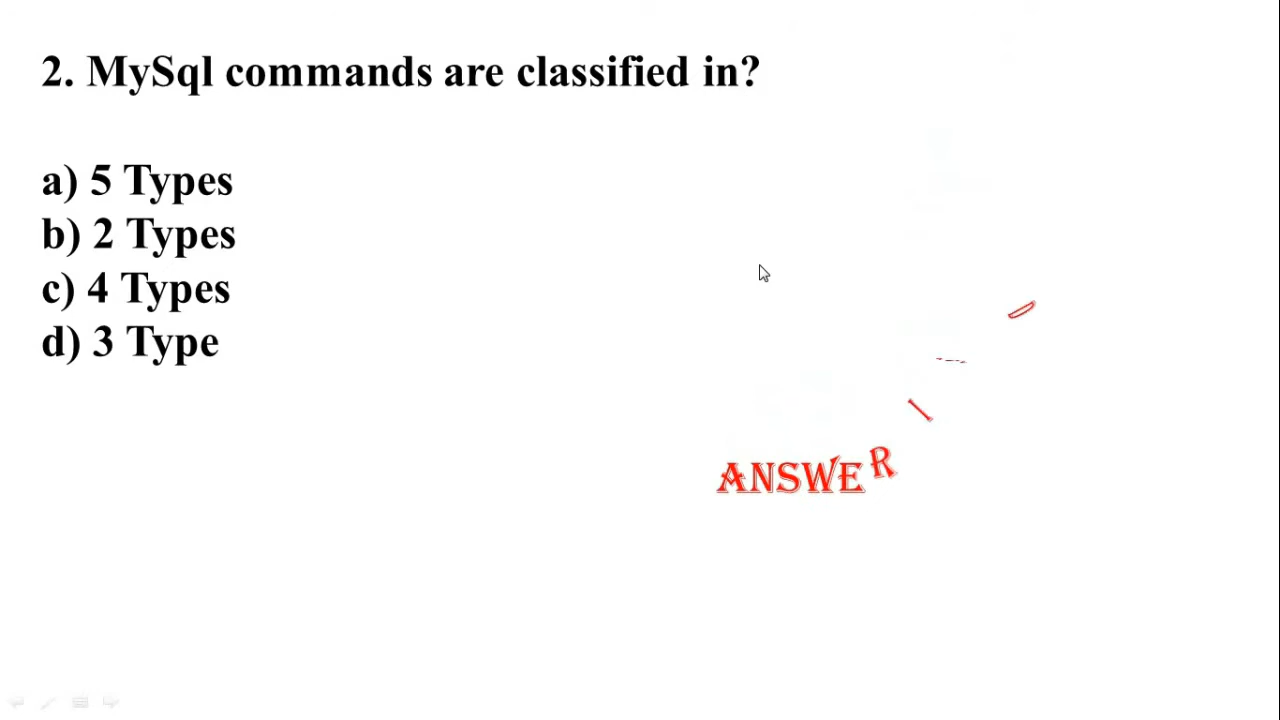 2. MySql commands are classified in?
a) 5 Types
b) 2 Types
c) 4 Types
d) 3 Type
ANSWER